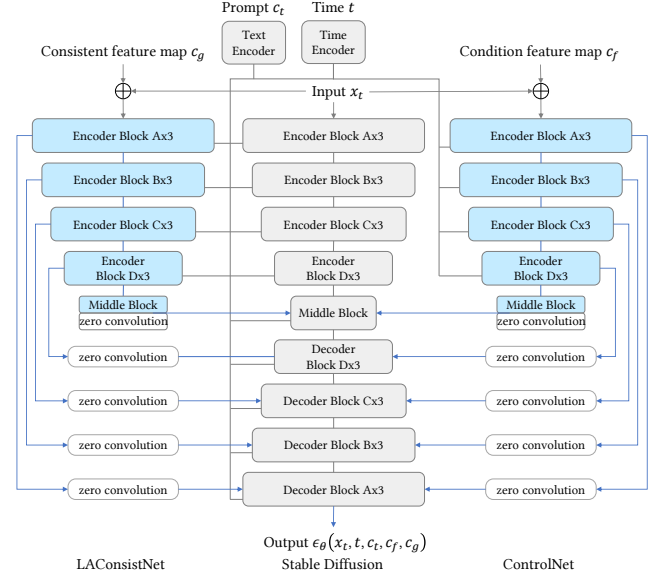 Prompt c_t
Time t
Text
Encoder
Time
Encoder
Consistent feature map c_g
Condition feature map c_f
Input x_t
Encoder Block Ax3
Encoder Block Ax3
Encoder Block Ax3
Encoder Block Bx3
Encoder Block Bx3
Encoder Block Bx3
Encoder Block Cx3
Encoder Block Cx3
Encoder Block Cx3
Encoder
Block Dx3
Encoder
Block Dx3
Encoder
Block Dx3
Middle Block
zero convolution
Middle Block
Middle Block
zero convolution
zero convolution
Decoder
Block Dx3
zero convolution
zero convolution
Decoder Block Cx3
zero convolution
zero convolution
Decoder Block Bx3
zero convolution
zero convolution
Decoder Block Ax3
zero convolution
Output ϵ_θ(x_t, t, c_t, c_f, c_g)
LAConsistNet
Stable Diffusion
ControlNet